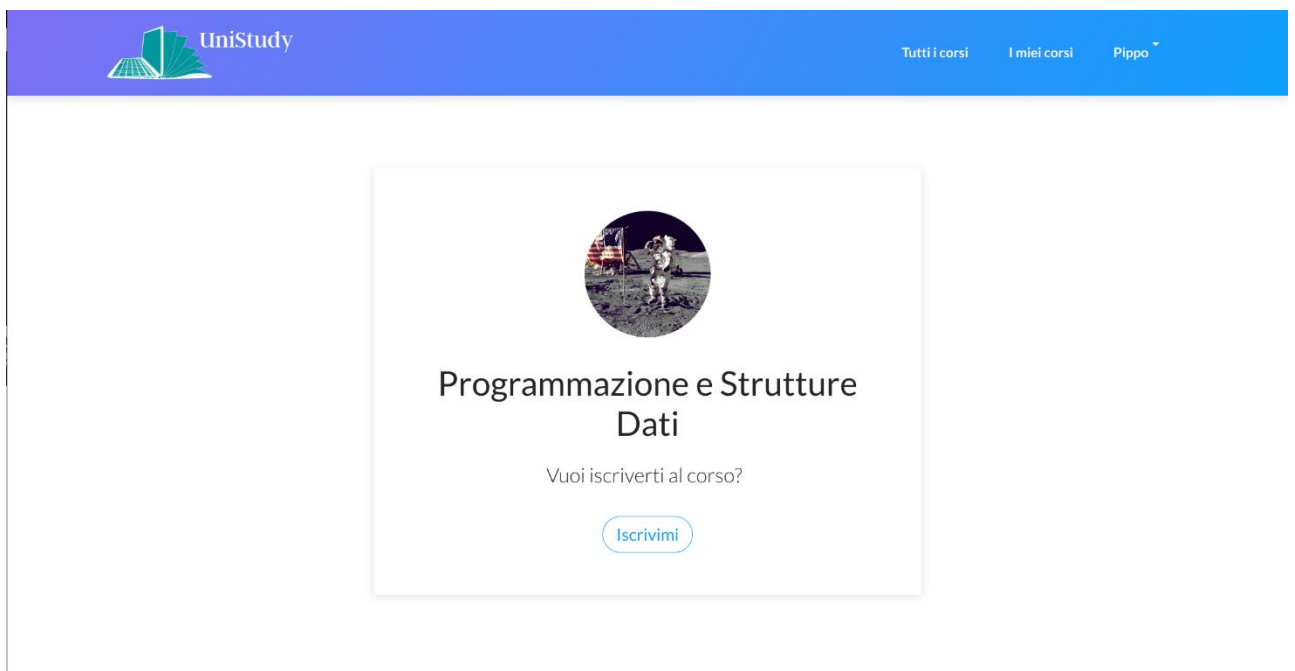 UniStudy
Tutti i corsi I miei corsi Pippo
Programmazione e Strutture
Dati
Vuoi iscriverti al corso?
Iscrivimi